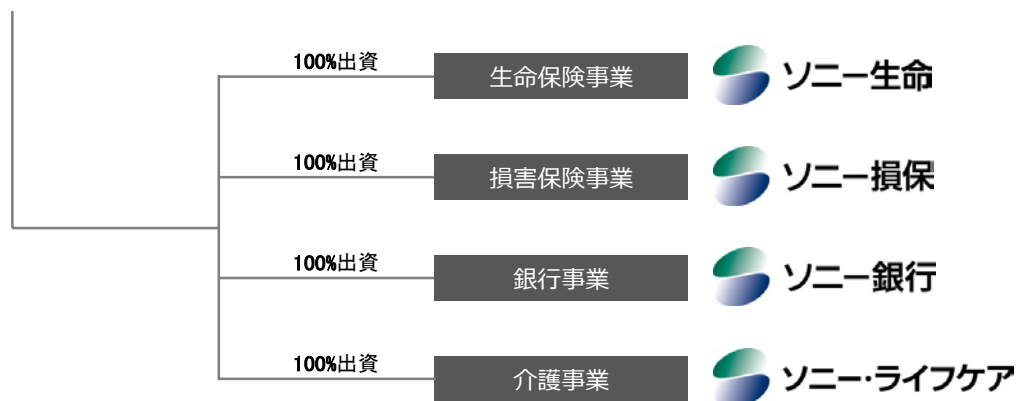 100%出資
生命保険事業
ソニー生命
100%出資
損害保険事業
ソニー損保
100%出資
銀行事業
ソニー銀行
100%出資
介護事業
ソニー・ライフケア